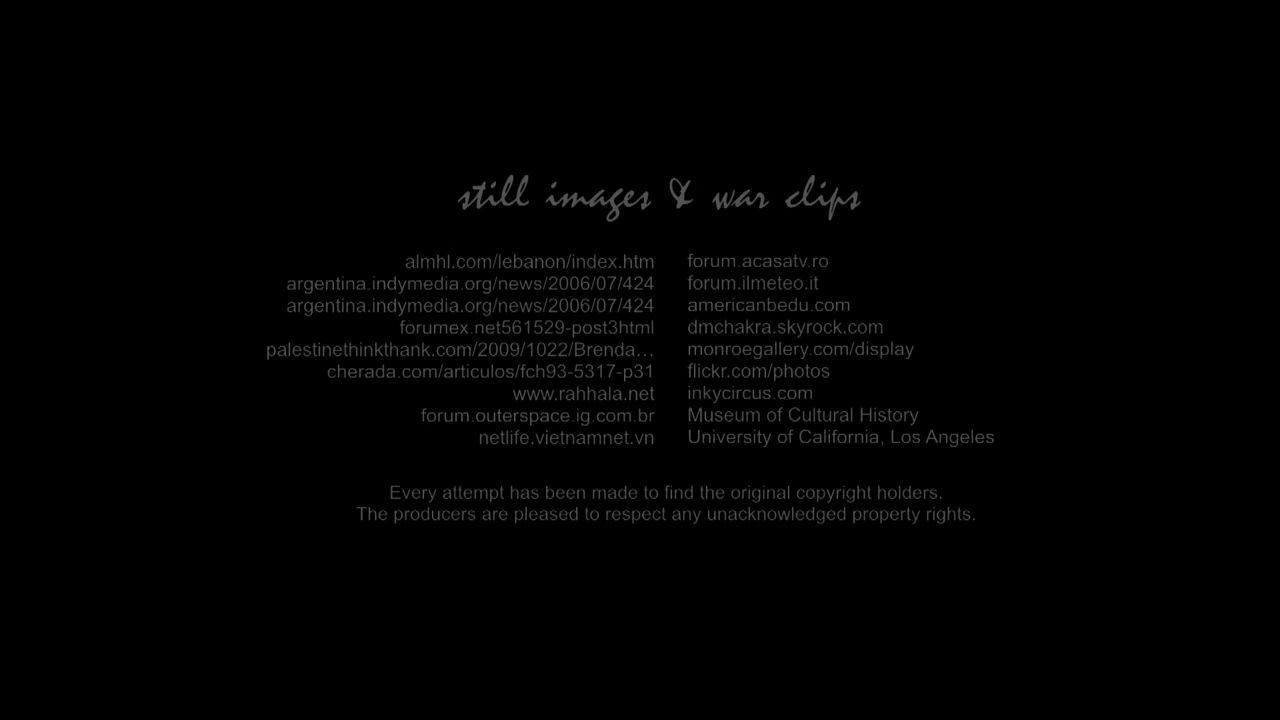 still images & war clips
almhl.com/lebanon/index.htm
argentina.indymedia.org/news/2006/07/424
argentina.indymedia.org/news/2006/07/424
forumex.net561529-post3html
palestinethinkthank.com/2009/1022/Brenda...
cherada.com/articulos/fch93-5317-p31
www.rahhala.net
forum.outerspace.ig.com.br
netlife.vietnamnet.vn
forum.acasatv.ro
forum.ilmeteo.it
americanbedu.com
dmchakra.skyrock.com
monroegallery.com/display
flickr.com/photos
inkycircus.com
Museum of Cultural History
University of California, Los Angeles
Every attempt has been made to find the original copyright holders.
The producers are pleased to respect any unacknowledged property rights.